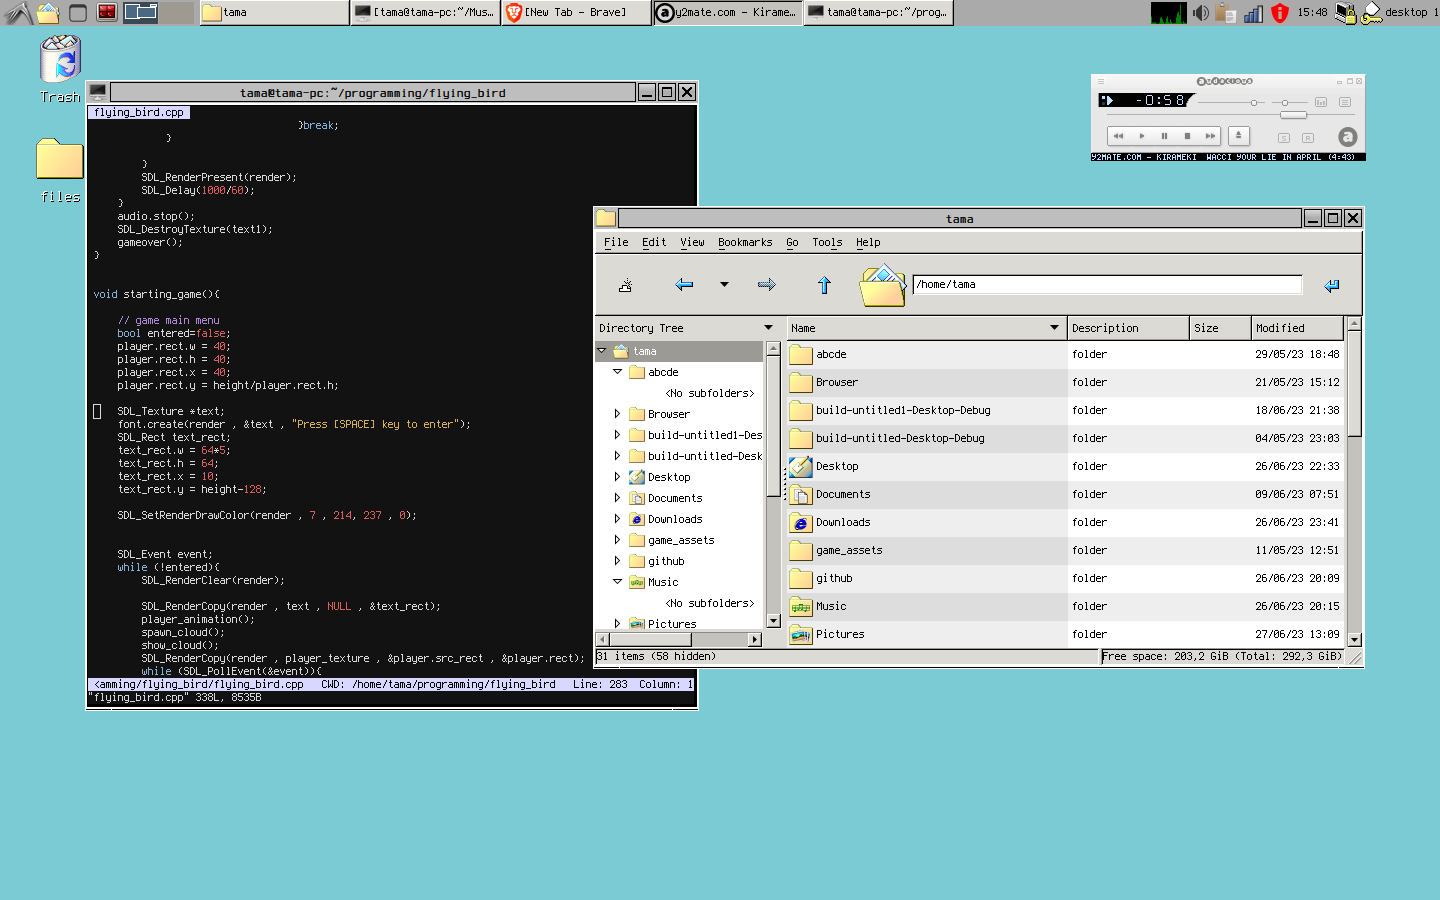 tama
[tama@tama-pc:~/Mus...
[New Tab - Brave]
y2mate.com - Kirame...
tama@tama-pc:~/prog...
15:48
desktop 1
Trash
files
tama@tama-pc:~/programming/flying_bird
flying_bird.cpp
}break;
}
}
SDL_RenderPresent(render);
SDL_Delay(1000/60);
}
audio.stop();
SDL_DestroyTexture(text1);
gameover();
}
void starting_game(){
// game main menu
bool entered=false;
player.rect.w = 40;
player.rect.h = 40;
player.rect.x = 40;
player.rect.y = height/player.rect.h;
SDL_Texture *text;
font.create(render , &text , "Press [SPACE] key to enter");
SDL_Rect text_rect;
text_rect.w = 64*5;
text_rect.h = 64;
text_rect.x = 10;
text_rect.y = height-128;
SDL_SetRenderDrawColor(render , 7 , 214, 237 , 0);
SDL_Event event;
while (!entered){
SDL_RenderClear(render);
SDL_RenderCopy(render , text , NULL , &text_rect);
player_animation();
spawn_cloud();
show_cloud();
SDL_RenderCopy(render , player_texture , &player.src_rect , &player.rect);
while (SDL_PollEvent(&event)){
<amming/flying_bird/flying_bird.cpp CWD: /home/tama/programming/flying_bird Line: 283 Column: 1
"flying_bird.cpp" 338L, 8535B
audacious
-0:58
S R
Y2MATE.COM - KIRAMEKI WACCI YOUR LIE IN APRIL (4:43)
tama
File Edit View Bookmarks Go Tools Help
/home/tama
Directory Tree
tama
abcde
<No subfolders>
Browser
build-untitled1-Des
build-untitled-Desk
Desktop
Documents
Downloads
game_assets
github
Music
<No subfolders>
Pictures
Name Description Size Modified
abcde folder 29/05/23 18:48
Browser folder 21/05/23 15:12
build-untitled1-Desktop-Debug folder 18/06/23 21:38
build-untitled-Desktop-Debug folder 04/05/23 23:03
Desktop folder 26/06/23 22:33
Documents folder 09/06/23 07:51
Downloads folder 26/06/23 23:41
game_assets folder 11/05/23 12:51
github folder 26/06/23 20:09
Music folder 26/06/23 20:15
Pictures folder 27/06/23 13:09
31 items (58 hidden)
Free space: 203,2 GiB (Total: 292,3 GiB)